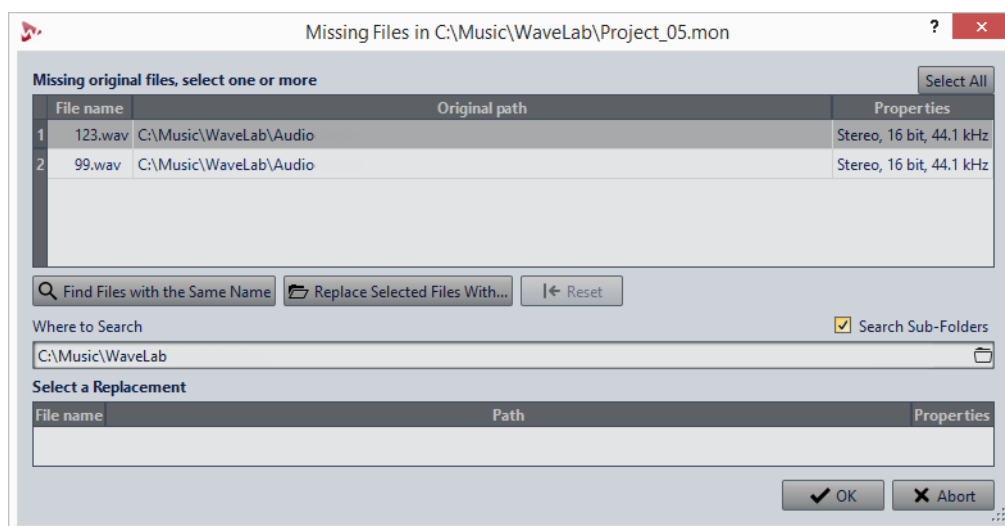 Missing Files in C:\Music\WaveLab\Project_05.mon ? ×
Missing original files, select one or more Select All
File name Original path Properties
1 123.wav C:\Music\WaveLab\Audio Stereo, 16 bit, 44.1 kHz
2 99.wav C:\Music\WaveLab\Audio Stereo, 16 bit, 44.1 kHz
Find Files with the Same Name Replace Selected Files With... Reset
Where to Search Search Sub-Folders
C:\Music\WaveLab
Select a Replacement
File name Path Properties
OK Abort